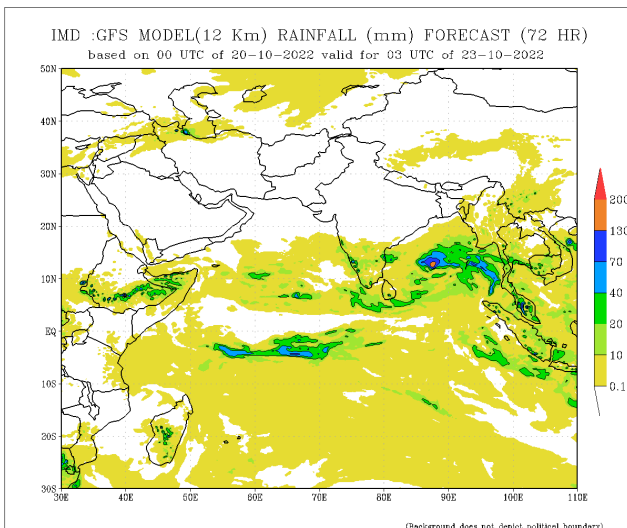 IMD :GFS MODEL(12 Km) RAINFALL (mm) FORECAST (72 HR)
based on 00 UTC of 20-10-2022 valid for 03 UTC of 23-10-2022
50N
40N
30N
20N
10N
EQ
10S
20S
30S
30E 40E 50E 60E 70E 80E 90E 100E 110E
200
130
70
40
20
10
0.1
(Background does not depict political boundary)